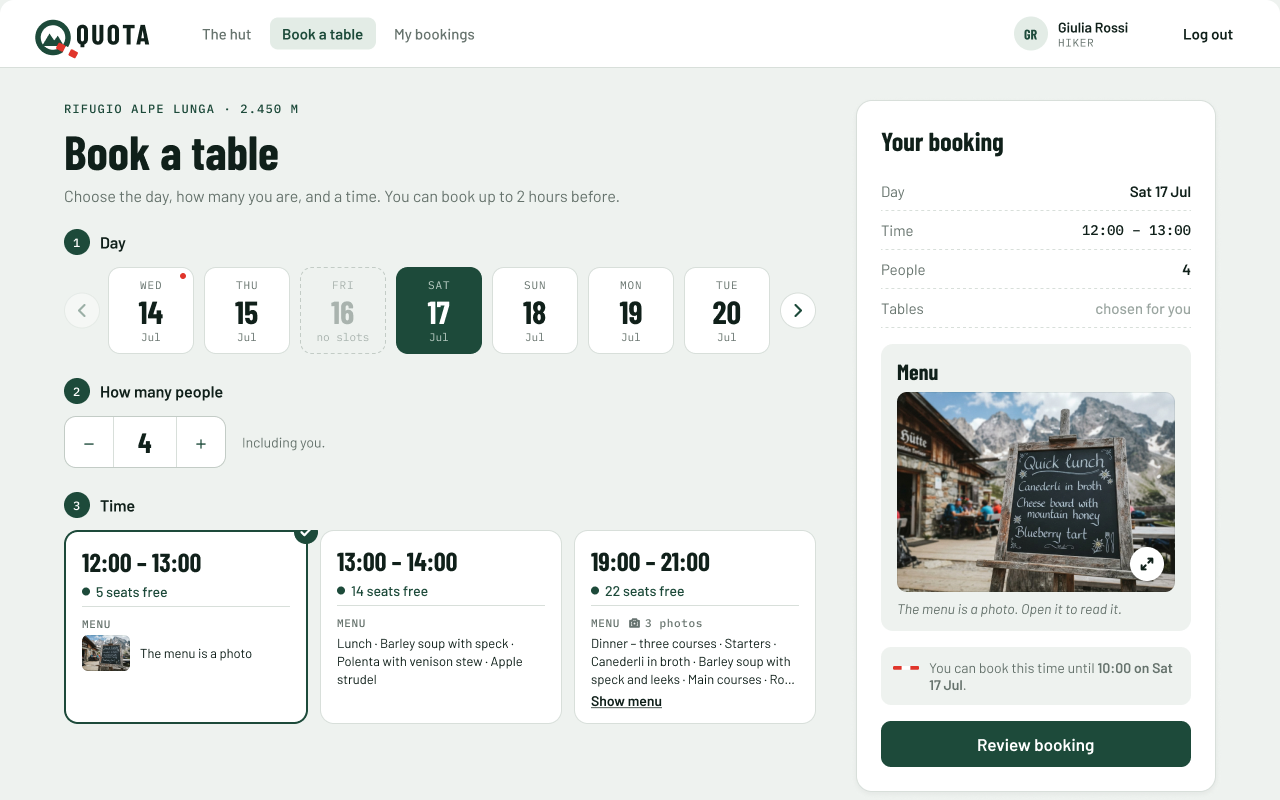 QUOTA
The hut
Book a table
My bookings
GR
Giulia Rossi
HIKER
Log out
RIFUGIO ALPE LUNGA · 2.450 M
Book a table
Choose the day, how many you are, and a time. You can book up to 2 hours before.
1 Day
WED
14
Jul
THU
15
Jul
FRI
16
no slots
SAT
17
Jul
SUN
18
Jul
MON
19
Jul
TUE
20
Jul
2 How many people
− 4 +
Including you.
3 Time
12:00 – 13:00
5 seats free
MENU
The menu is a photo
13:00 – 14:00
14 seats free
MENU
Lunch · Barley soup with speck ·
Polenta with venison stew · Apple
strudel
19:00 – 21:00
22 seats free
MENU 3 photos
Dinner – three courses · Starters ·
Canederli in broth · Barley soup with
speck and leeks · Main courses · Ro...
Show menu
Your booking
Day Sat 17 Jul
Time 12:00 – 13:00
People 4
Tables chosen for you
Menu
Hütte
Quick lunch
Canederli in broth
Cheese board with
mountain honey
Blueberry tart
The menu is a photo. Open it to read it.
You can book this time until 10:00 on Sat
17 Jul.
Review booking